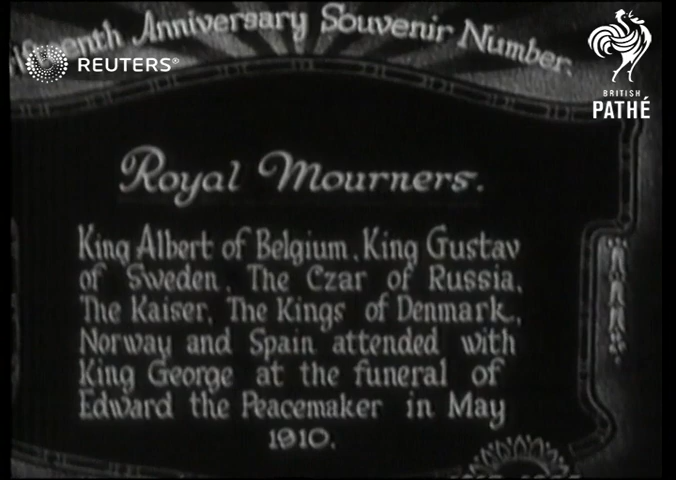 Fifteenth Anniversary Souvenir Number.
REUTERS®
BRITISH
PATHÉ
Royal Mourners.
King Albert of Belgium, King Gustav
of Sweden, The Czar of Russia,
The Kaiser, The Kings of Denmark,
Norway and Spain attended with
King George at the funeral of
Edward the Peacemaker in May
1910.